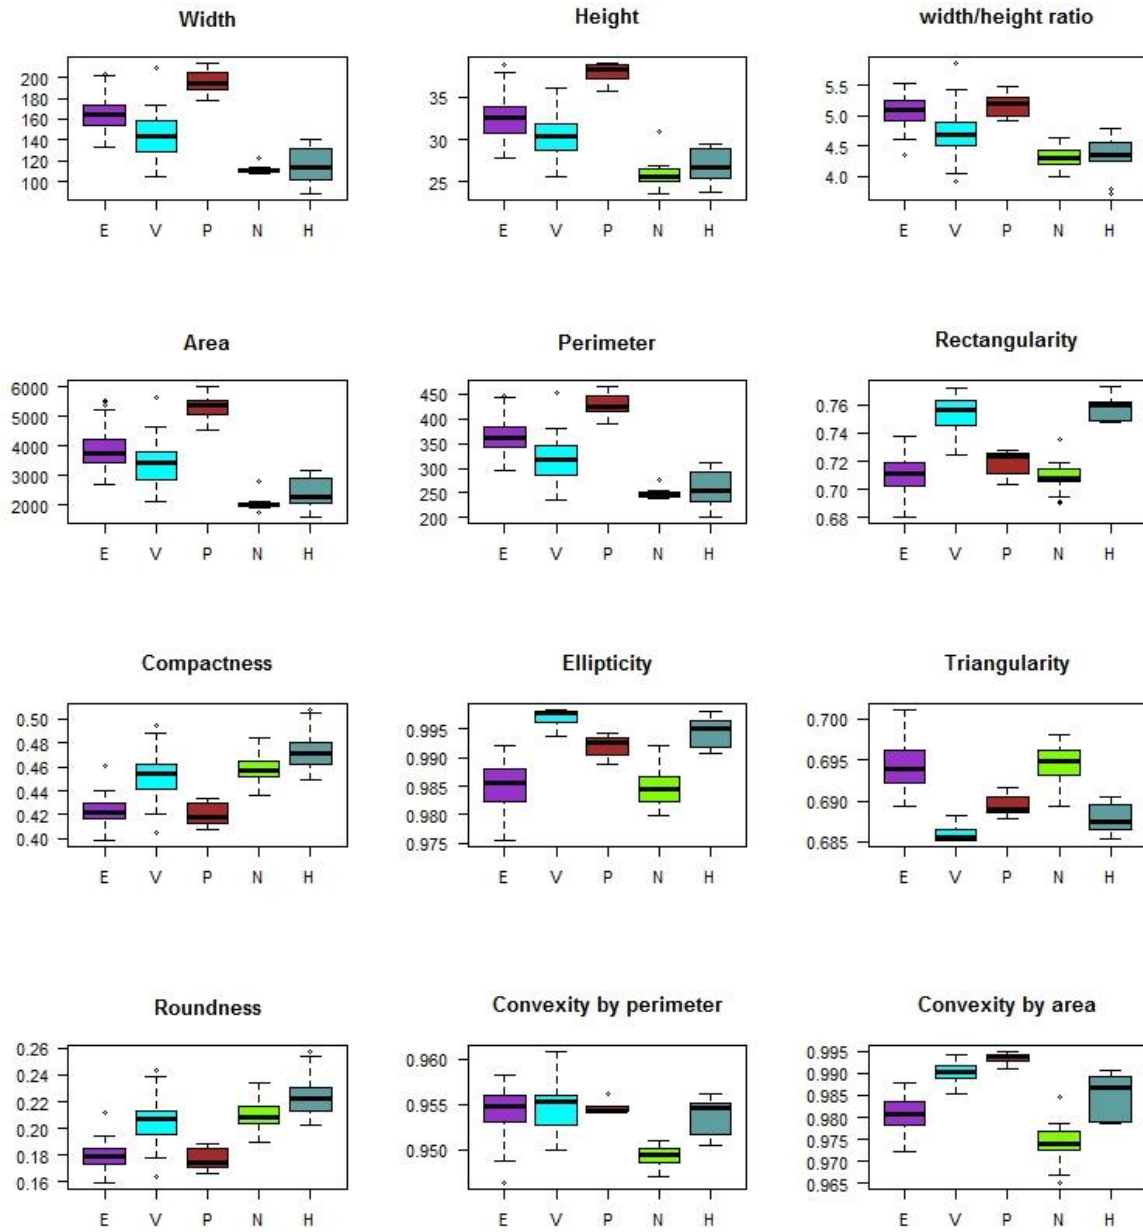 Width
200
180
160
140
120
100
E V P N H
Height
35
30
25
E V P N H
width/height ratio
5.5
5.0
4.5
4.0
E V P N H
Area
6000
5000
4000
3000
2000
E V P N H
Perimeter
450
400
350
300
250
200
E V P N H
Rectangularity
0.76
0.74
0.72
0.70
0.68
E V P N H
Compactness
0.50
0.48
0.46
0.44
0.42
0.40
E V P N H
Ellipticity
0.995
0.990
0.985
0.980
0.975
E V P N H
Triangularity
0.700
0.695
0.690
0.685
E V P N H
Roundness
0.26
0.24
0.22
0.20
0.18
0.16
E V P N H
Convexity by perimeter
0.960
0.955
0.950
E V P N H
Convexity by area
0.995
0.990
0.985
0.980
0.975
0.970
0.965
E V P N H